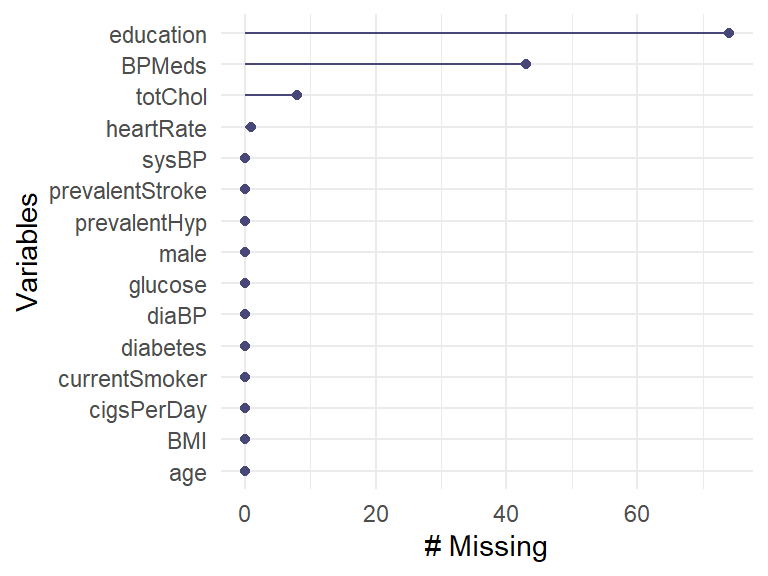 education
BPMeds
totChol
heartRate
sysBP
prevalentStroke
prevalentHyp
male
glucose
diaBP
diabetes
currentSmoker
cigsPerDay
BMI
age
Variables
0 20 40 60
# Missing